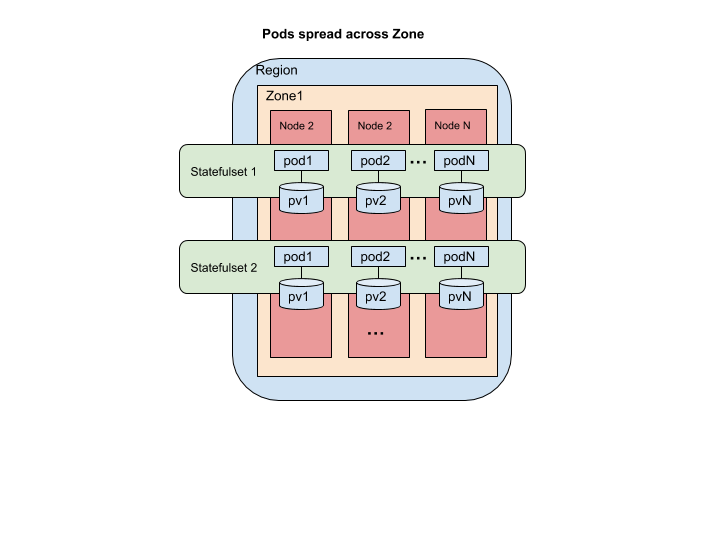 Pods spread across Zone
Region
Zone1
Node 2
Node 2
Node N
Statefulset 1
pod1
pod2
...
podN
pv1
pv2
pvN
Statefulset 2
pod1
pod2
...
podN
pv1
pv2
pvN
...